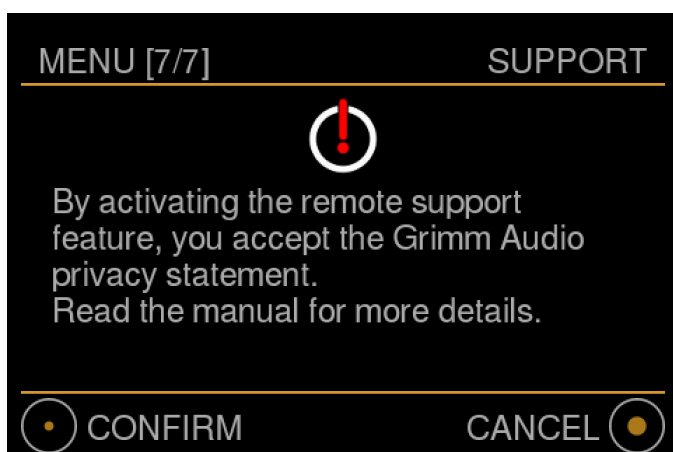 MENU [7/7] SUPPORT
By activating the remote support
feature, you accept the Grimm Audio
privacy statement.
Read the manual for more details.
CONFIRM CANCEL